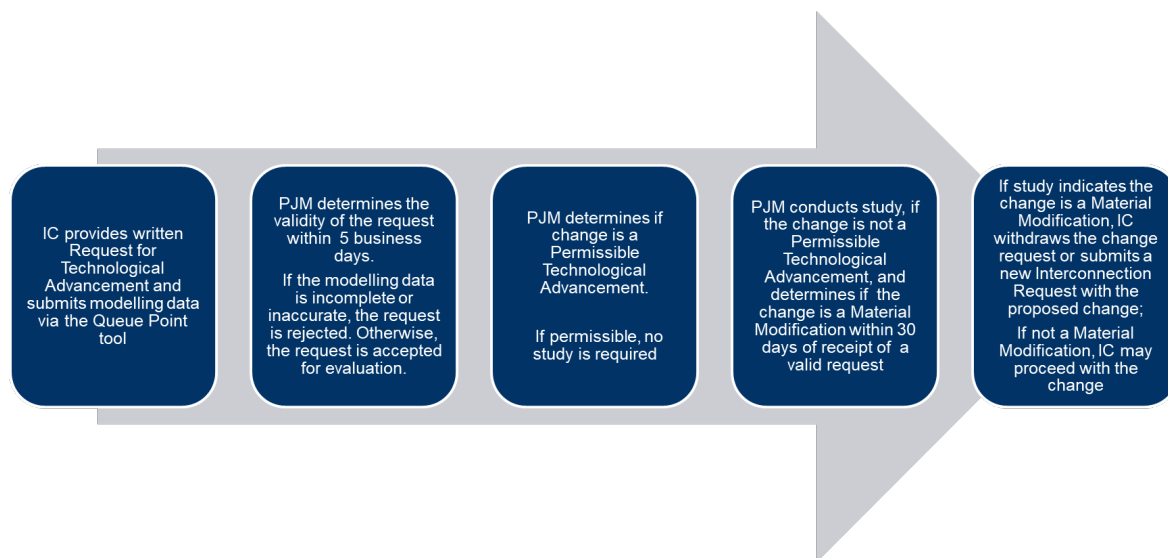 IC provides written
Request for
Technological
Advancement and
submits modelling data
via the Queue Point
tool
PJM determines the
validity of the request
within 5 business
days.
If the modelling data
is incomplete or
inaccurate, the request
is rejected. Otherwise,
the request is accepted
for evaluation.
PJM determines if
change is a
Permissible
Technological
Advancement.
If permissible, no
study is required
PJM conducts study, if
the change is not a
Permissible
Technological
Advancement, and
determines if the
change is a Material
Modification within 30
days of receipt of a
valid request
If study indicates the
change is a Material
Modification, IC
withdraws the change
request or submits a
new Interconnection
Request with the
proposed change;
If not a Material
Modification, IC may
proceed with the
change